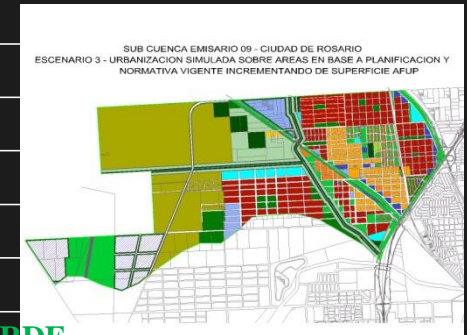 SUB CUENCA EMISARIO 09 - CIUDAD DE ROSARIO
ESCENARIO 3 - URBANIZACION SIMULADA SOBRE AREAS EN BASE A PLANIFICACION Y
NORMATIVA VIGENTE INCREMENTANDO DE SUPERFICIE AFUP